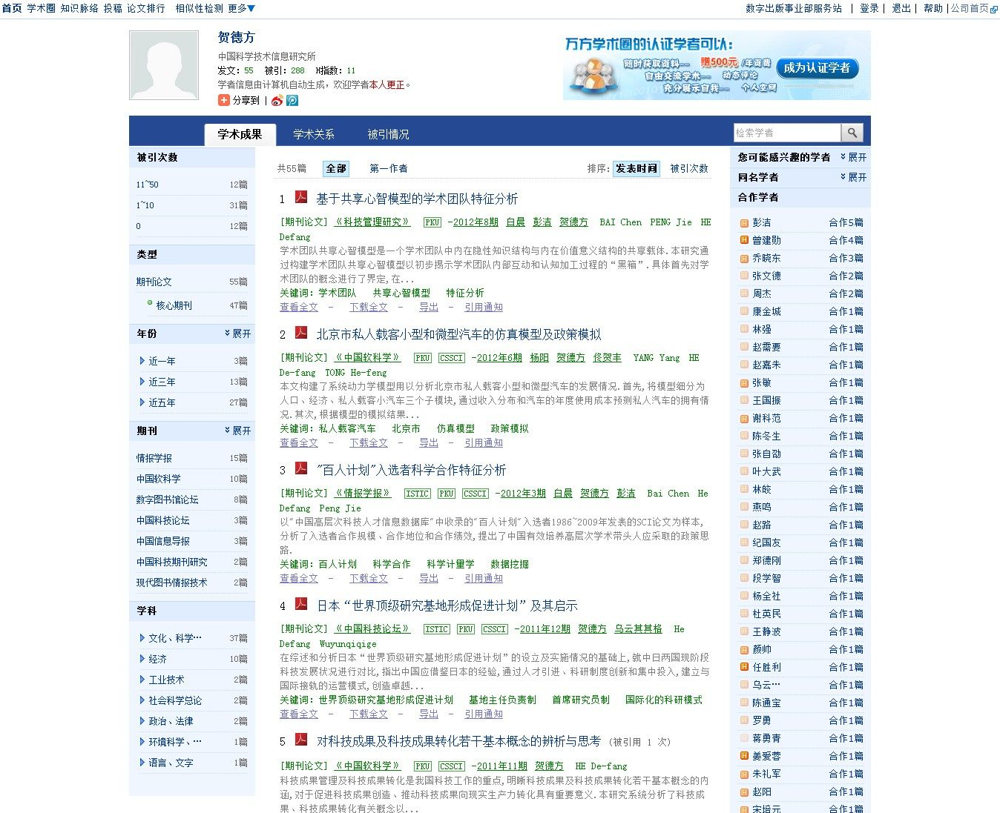 首页 学术圈 知识脉络 投稿 论文排行 相似性检测 更多▼ 数字出版事业部服务站 | 登录 | 退出 | 帮助 | 公司首页
贺德方
中国科学技术信息研究所
发文: 55 被引: 288 H指数: 11
学者信息由计算机自动生成，欢迎学者本人更正。
分享到 |
万方学术圈的认证学者可以:
随时获取资料—— 赠500元/年资费
自由交流学术—— 动态评论
充分展示自我—— 个人空间
成为认证学者
学术成果 学术关系 被引情况 检索学者
被引次数
11~50 12篇
1~10 31篇
0 12篇
类型
期刊论文 55篇
核心期刊 47篇
年份 展开
近一年 3篇
近三年 13篇
近五年 27篇
期刊 展开
情报学报 15篇
中国软科学 10篇
数字图书馆论坛 8篇
中国科技论坛 3篇
中国信息导报 3篇
中国科技期刊研究 2篇
现代图书情报技术 2篇
学科
文化、科学… 37篇
经济 10篇
工业技术 2篇
社会科学总论 2篇
政治、法律 2篇
环境科学、… 1篇
语言、文字 1篇
共55篇 全部 第一作者 排序: 发表时间 被引次数
1 基于共享心智模型的学术团队特征分析
[期刊论文] 《科技管理研究》 PKU -2012年8期 白晨 彭洁 贺德方 BAI Chen PENG Jie HE
Defang
学术团队共享心智模型是一个学术团队中内在隐性知识结构与内在价值意义结构的共享载体.本研究通
过构建学术团队共享心智模型以初步揭示学术团队内部互动和认知加工过程的“黑箱”.具体首先对学
术团队的概念进行了界定,在...
关键词: 学术团队 共享心智模型 特征分析
查看全文 - 下载全文 - 导出 - 引用通知
2 北京市私人载客小型和微型汽车的仿真模型及政策模拟
[期刊论文] 《中国软科学》 PKU CSSCI -2012年6期 杨阳 贺德方 佟贺丰 YANG Yang HE
De-fang TONG He-feng
本文构建了系统动力学模型用以分析北京市私人载客小型和微型汽车的发展情况.首先,将模型细分为
人口、经济、私人载客小汽车三个子模块,通过收入分布和汽车的年度使用成本预测私人汽车的拥有情
况.其次,根据模型的模拟结果...
关键词: 私人载客汽车 北京市 仿真模型 政策模拟
查看全文 - 下载全文 - 导出 - 引用通知
3 "百人计划"入选者科学合作特征分析
[期刊论文] 《情报学报》 ISTIC PKU CSSCI -2012年3期 白晨 贺德方 彭洁 Bai Chen He
Defang Peng Jie
以"中国高层次科技人才信息数据库"中收录的"百人计划"入选者1986~2009年发表的SCI论文为样本,
分析了入选者合作规模、合作地位和合作绩效,提出了中国有效培养高层次学术带头人应采取的政策思
路.
关键词: 百人计划 科学合作 科学计量学 数据挖掘
查看全文 - 下载全文 - 导出 - 引用通知
4 日本“世界顶级研究基地形成促进计划”及其启示
[期刊论文] 《中国科技论坛》 ISTIC PKU CSSCI -2011年12期 贺德方 乌云其其格 He
Defang Wuyunqiqige
在综述和分析日本“世界顶级研究基地形成促进计划”的设立及实施情况的基础上,就中日两国现阶段
科技发展状况进行对比,指出中国应借鉴日本的经验,通过人才引进、科研制度创新和集中投入,建立与
国际接轨的运营模式,创造卓越...
关键词: 世界顶级研究基地形成促进计划 基地主任负责制 首席研究员制 国际化的科研模式
查看全文 - 下载全文 - 导出 - 引用通知
5 对科技成果及科技成果转化若干基本概念的辨析与思考 (被引用 1 次)
[期刊论文] 《中国软科学》 PKU CSSCI -2011年11期 贺德方 HE De-fang
科技成果管理及科技成果转化是我国科技工作的重点,明晰科技成果及科技成果转化若干基本概念的内
涵,对于促进科技成果创造、推动科技成果向现实生产力转化具有重要意义.本研究系统分析了科技成
果、科技成果转化有关概念以...
您可能感兴趣的学者 展开
同名学者 展开
合作学者
彭洁 合作5篇
曾建勋 合作4篇
乔晓东 合作3篇
张文德 合作2篇
周杰 合作2篇
康金城 合作1篇
林强 合作1篇
赵需要 合作1篇
赵嘉朱 合作1篇
张敏 合作1篇
王国振 合作1篇
谢科范 合作1篇
陈冬生 合作1篇
张自劭 合作1篇
叶大武 合作1篇
林皎 合作1篇
燕鸣 合作1篇
赵路 合作1篇
纪国友 合作1篇
郑德刚 合作1篇
段学智 合作1篇
杨全社 合作1篇
杜英民 合作1篇
王静波 合作1篇
颜帅 合作1篇
任胜利 合作1篇
乌云… 合作1篇
陈通宝 合作1篇
罗勇 合作1篇
蒋勇青 合作1篇
姜爱蓉 合作1篇
朱礼军 合作1篇
赵阳 合作1篇
宋培元 合作1篇